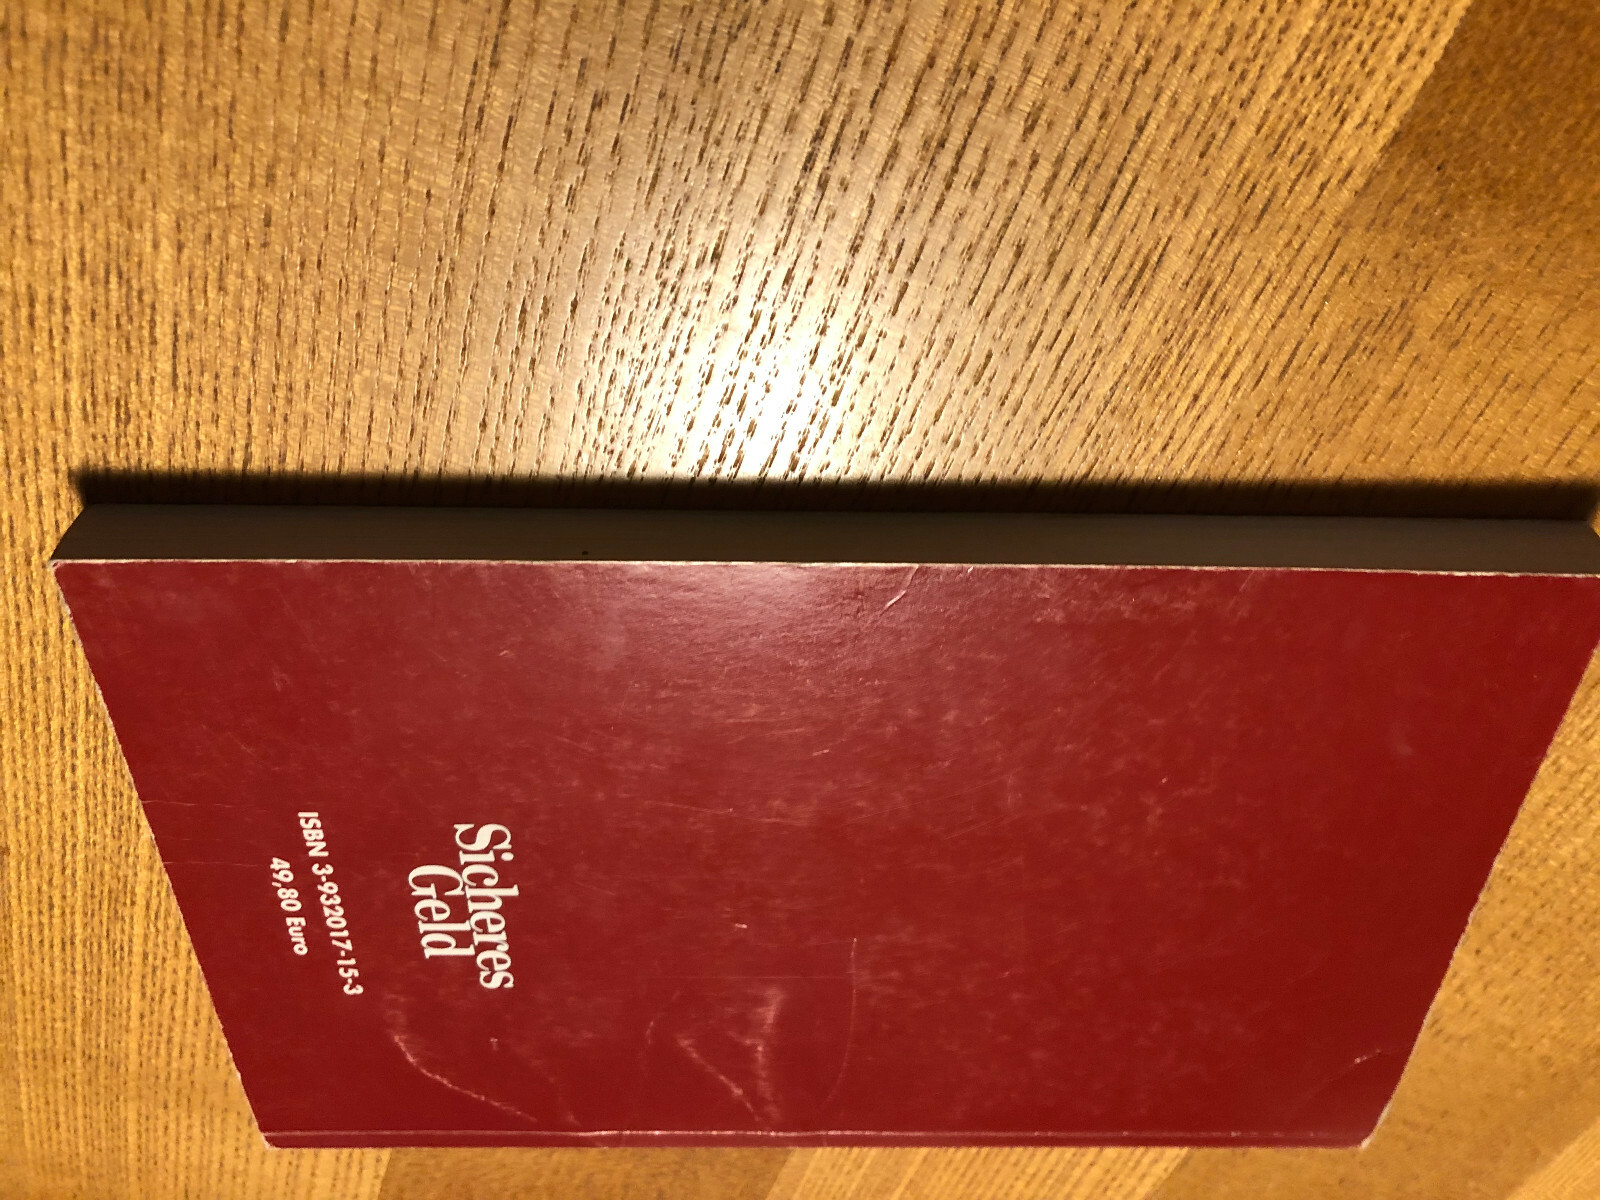 Sicheres
Geld
ISBN 3-932017-15-3
49,80 Euro